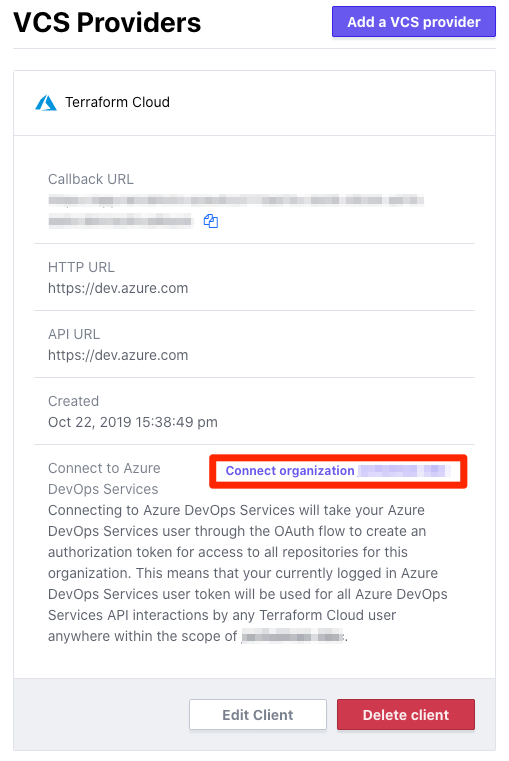 VCS Providers
Add a VCS provider
Terraform Cloud
Callback URL
HTTP URL
https://dev.azure.com
API URL
https://dev.azure.com
Created
Oct 22, 2019 15:38:49 pm
Connect to Azure
DevOps Services
Connect organization
Connecting to Azure DevOps Services will take your Azure
DevOps Services user through the OAuth flow to create an
authorization token for access to all repositories for this
organization. This means that your currently logged in Azure
DevOps Services user token will be used for all Azure DevOps
Services API interactions by any Terraform Cloud user
anywhere within the scope of .
Edit Client
Delete client